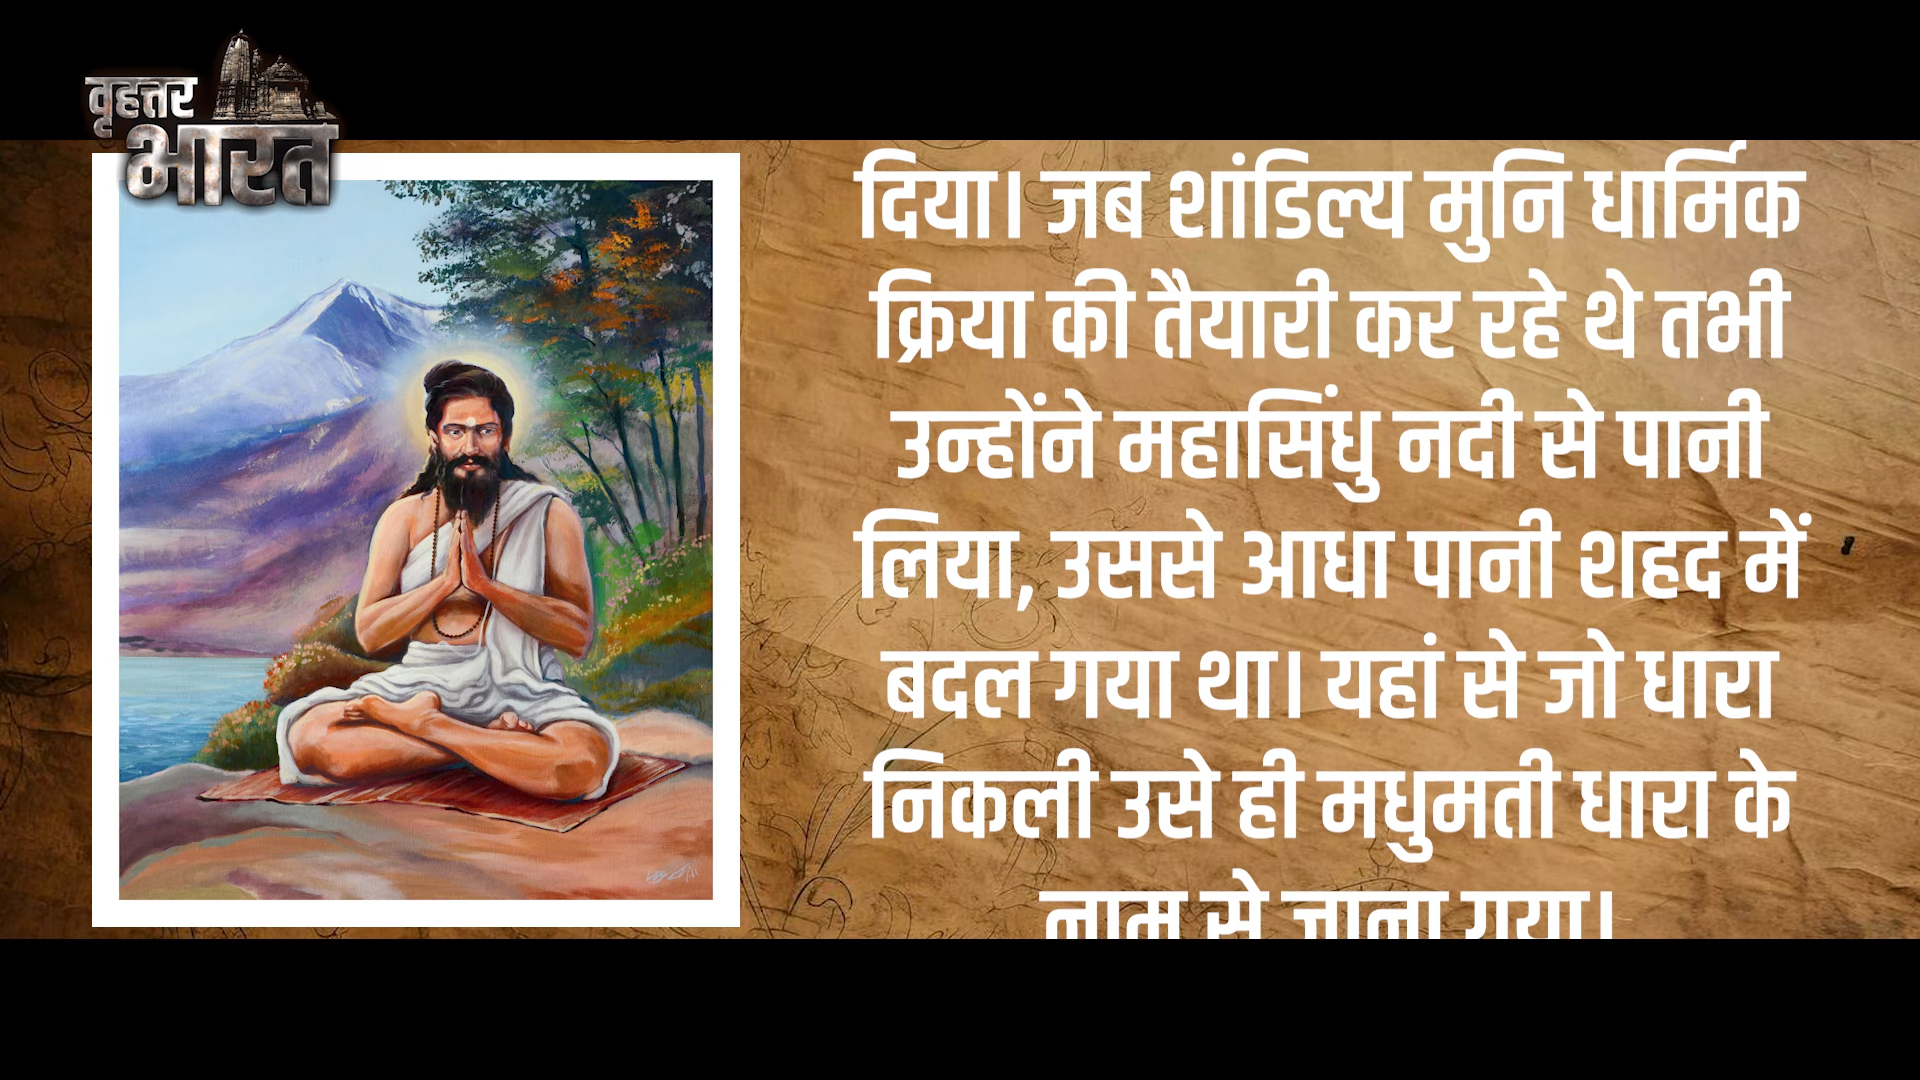 वृहत्तर
भारत
दिया। जब शांडिल्य मुनि धार्मिक
क्रिया की तैयारी कर रहे थे तभी
उन्होंने महासिंधु नदी से पानी
लिया, उससे आधा पानी शहद में
बदल गया था। यहां से जो धारा
निकली उसे ही मधुमती धारा के
नाम से जाना गया।